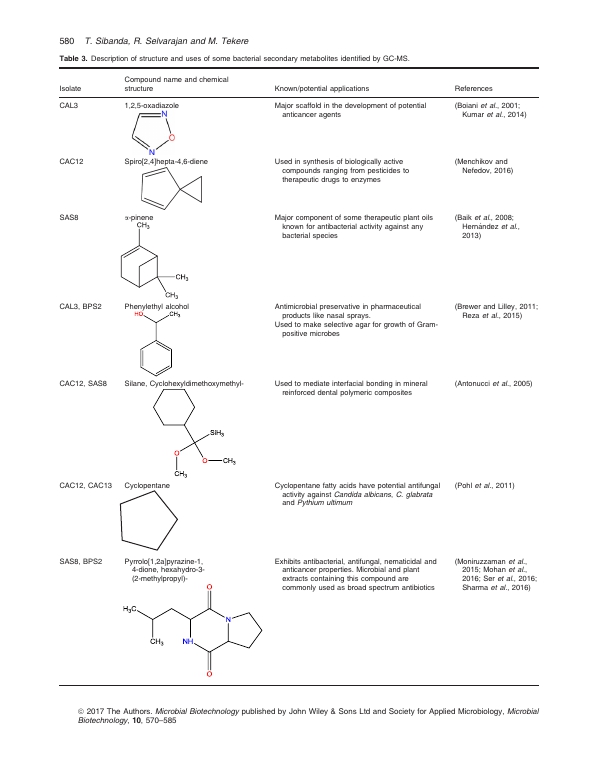 580 T. Sibanda, R. Selvarajan and M. Tekere
Table 3. Description of structure and uses of some bacterial secondary metabolites identified by GC-MS.
Isolate Compound name and chemical structure Known/potential applications References
CAL3 1,2,5-oxadiazole Major scaffold in the development of potential (Boiani et al., 2001;
anticancer agents Kumar et al., 2014)
N
O
N
CAC12 Spiro[2,4]hepta-4,6-diene Used in synthesis of biologically active (Menchikov and
compounds ranging from pesticides to Nefedov, 2016)
therapeutic drugs to enzymes
SAS8 α-pinene Major component of some therapeutic plant oils (Baik et al., 2008;
CH₃ known for antibacterial activity against any Hernández et al.,
bacterial species 2013)
CH₃
CH₃
CAL3, BPS2 Phenylethyl alcohol Antimicrobial preservative in pharmaceutical (Brewer and Lilley, 2011;
HO CH₃ products like nasal sprays. Reza et al., 2015)
Used to make selective agar for growth of Gram-
positive microbes
CAC12, SAS8 Silane, Cyclohexyldimethoxymethyl- Used to mediate interfacial bonding in mineral (Antonucci et al., 2005)
reinforced dental polymeric composites
SiH₃
O
O CH₃
CH₃
CAC12, CAC13 Cyclopentane Cyclopentane fatty acids have potential antifungal (Pohl et al., 2011)
activity against Candida albicans, C. glabrata
and Pythium ultimum
SAS8, BPS2 Pyrrolo[1,2a]pyrazine-1, Exhibits antibacterial, antifungal, nematicidal and (Moniruzzaman et al.,
4-dione, hexahydro-3- anticancer properties. Microbial and plant 2015; Mohan et al.,
(2-methylpropyl)- extracts containing this compound are 2016; Ser et al., 2016;
commonly used as broad spectrum antibiotics Sharma et al., 2016)
O
H₃C
N
CH₃ NH
O
© 2017 The Authors. Microbial Biotechnology published by John Wiley & Sons Ltd and Society for Applied Microbiology, Microbial
Biotechnology, 10, 570–585